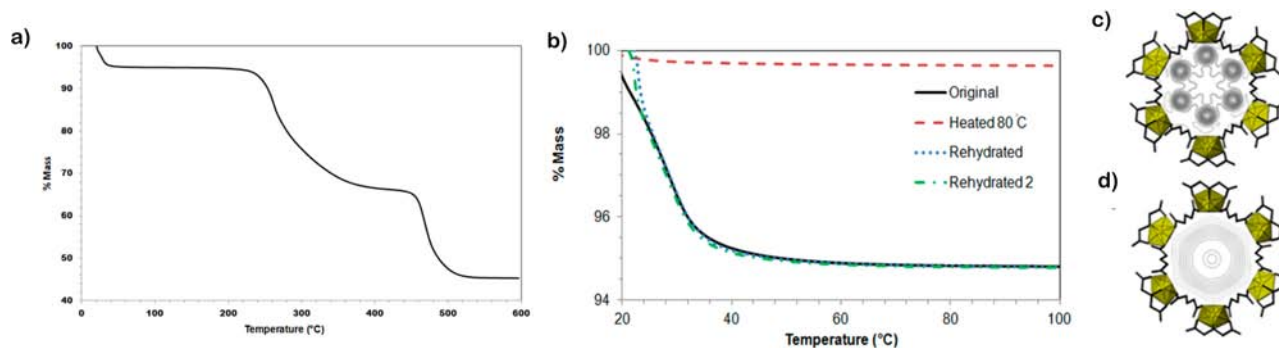 a)
100
90
80
70
60
50
40
% Mass
0
100
200
300
400
500
600
Temperature (°C)
b)
100
98
96
94
% Mass
20
40
60
80
100
Temperature (°C)
Original
Heated 80 C
Rehydrated
Rehydrated 2
c)
d)